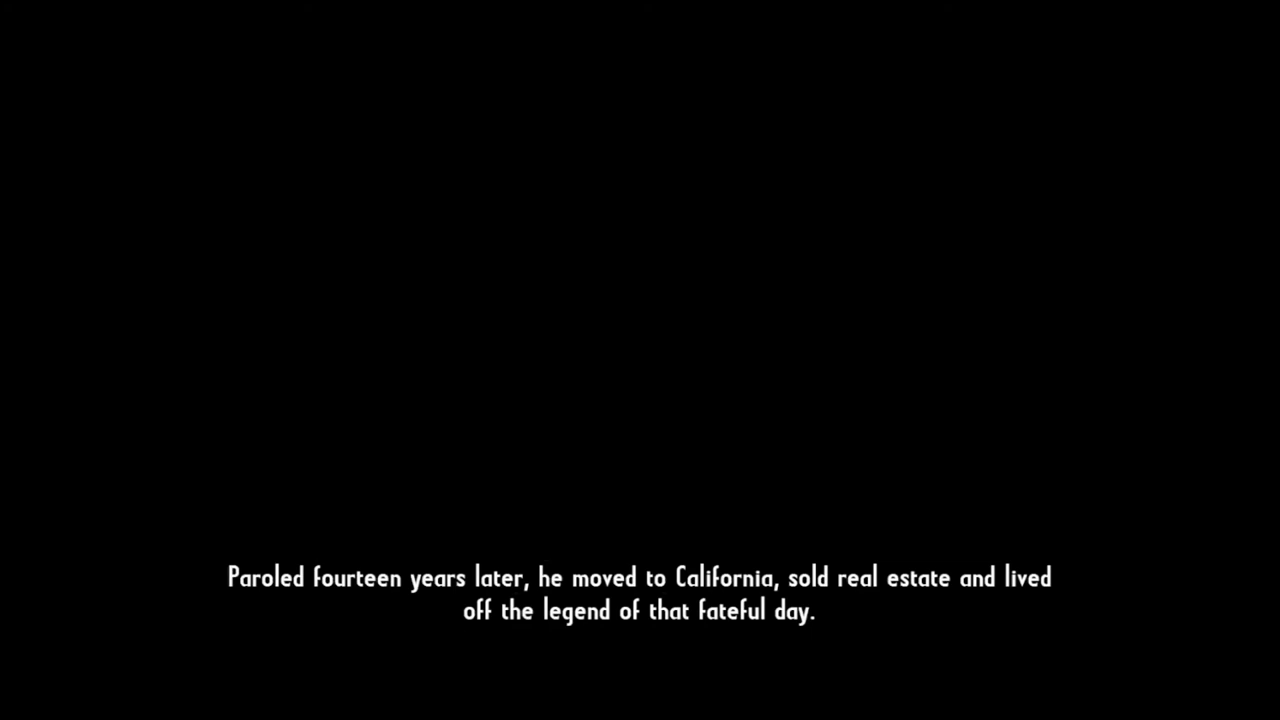 Paroled fourteen years later, he moved to California, sold real estate and lived
off the legend of that fateful day.